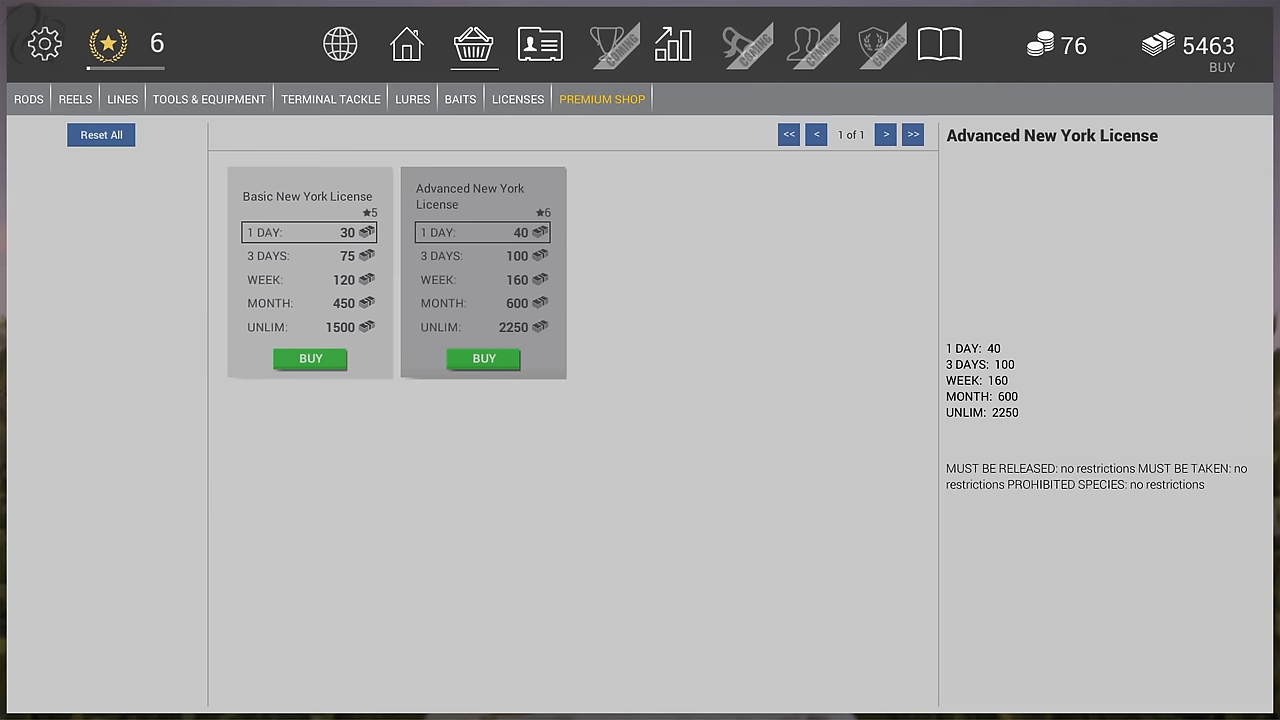 6
COMING
COMING
COMING
COMING
76
5463
BUY
RODS
REELS
LINES
TOOLS & EQUIPMENT
TERMINAL TACKLE
LURES
BAITS
LICENSES
PREMIUM SHOP
Reset All
<<
<
1 of 1
>
>>
Basic New York License
★5
1 DAY: 30
3 DAYS: 75
WEEK: 120
MONTH: 450
UNLIM: 1500
BUY
Advanced New York
License
★6
1 DAY: 40
3 DAYS: 100
WEEK: 160
MONTH: 600
UNLIM: 2250
BUY
Advanced New York License
1 DAY: 40
3 DAYS: 100
WEEK: 160
MONTH: 600
UNLIM: 2250
MUST BE RELEASED: no restrictions MUST BE TAKEN: no
restrictions PROHIBITED SPECIES: no restrictions